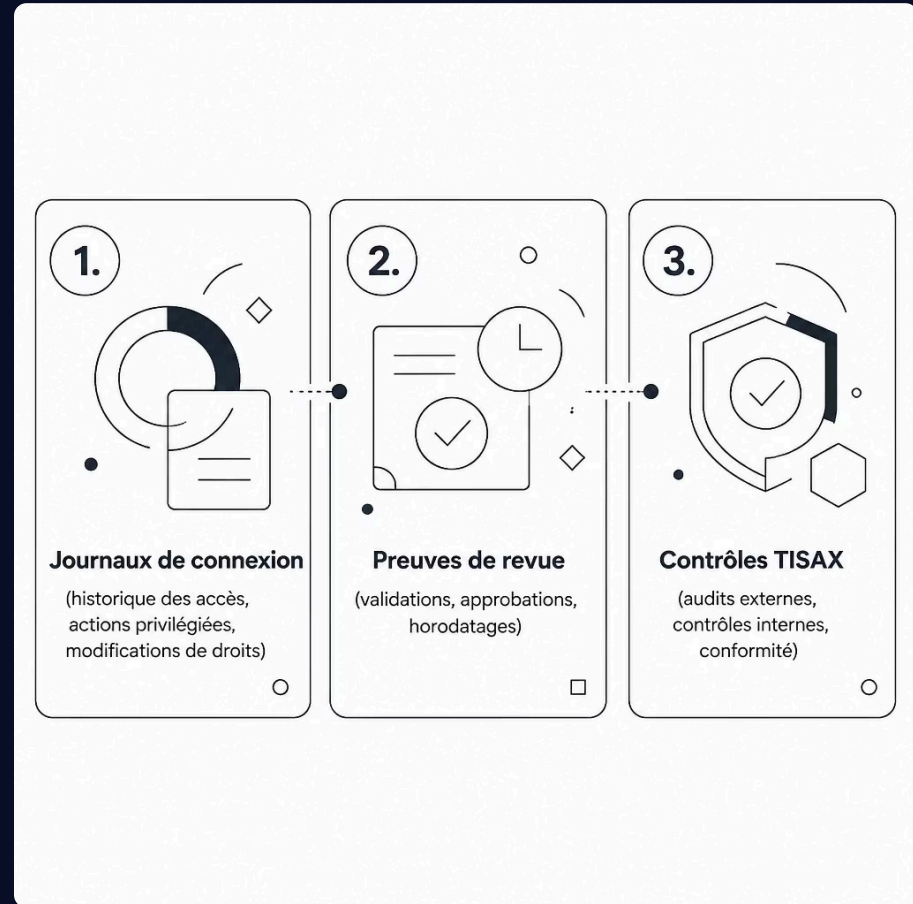 1.
Journaux de connexion
(historique des accès,
actions privilégiées,
modifications de droits)
2.
Preuves de revue
(validations, approbations,
horodatages)
3.
Contrôles TISAX
(audits externes,
contrôles internes,
conformité)